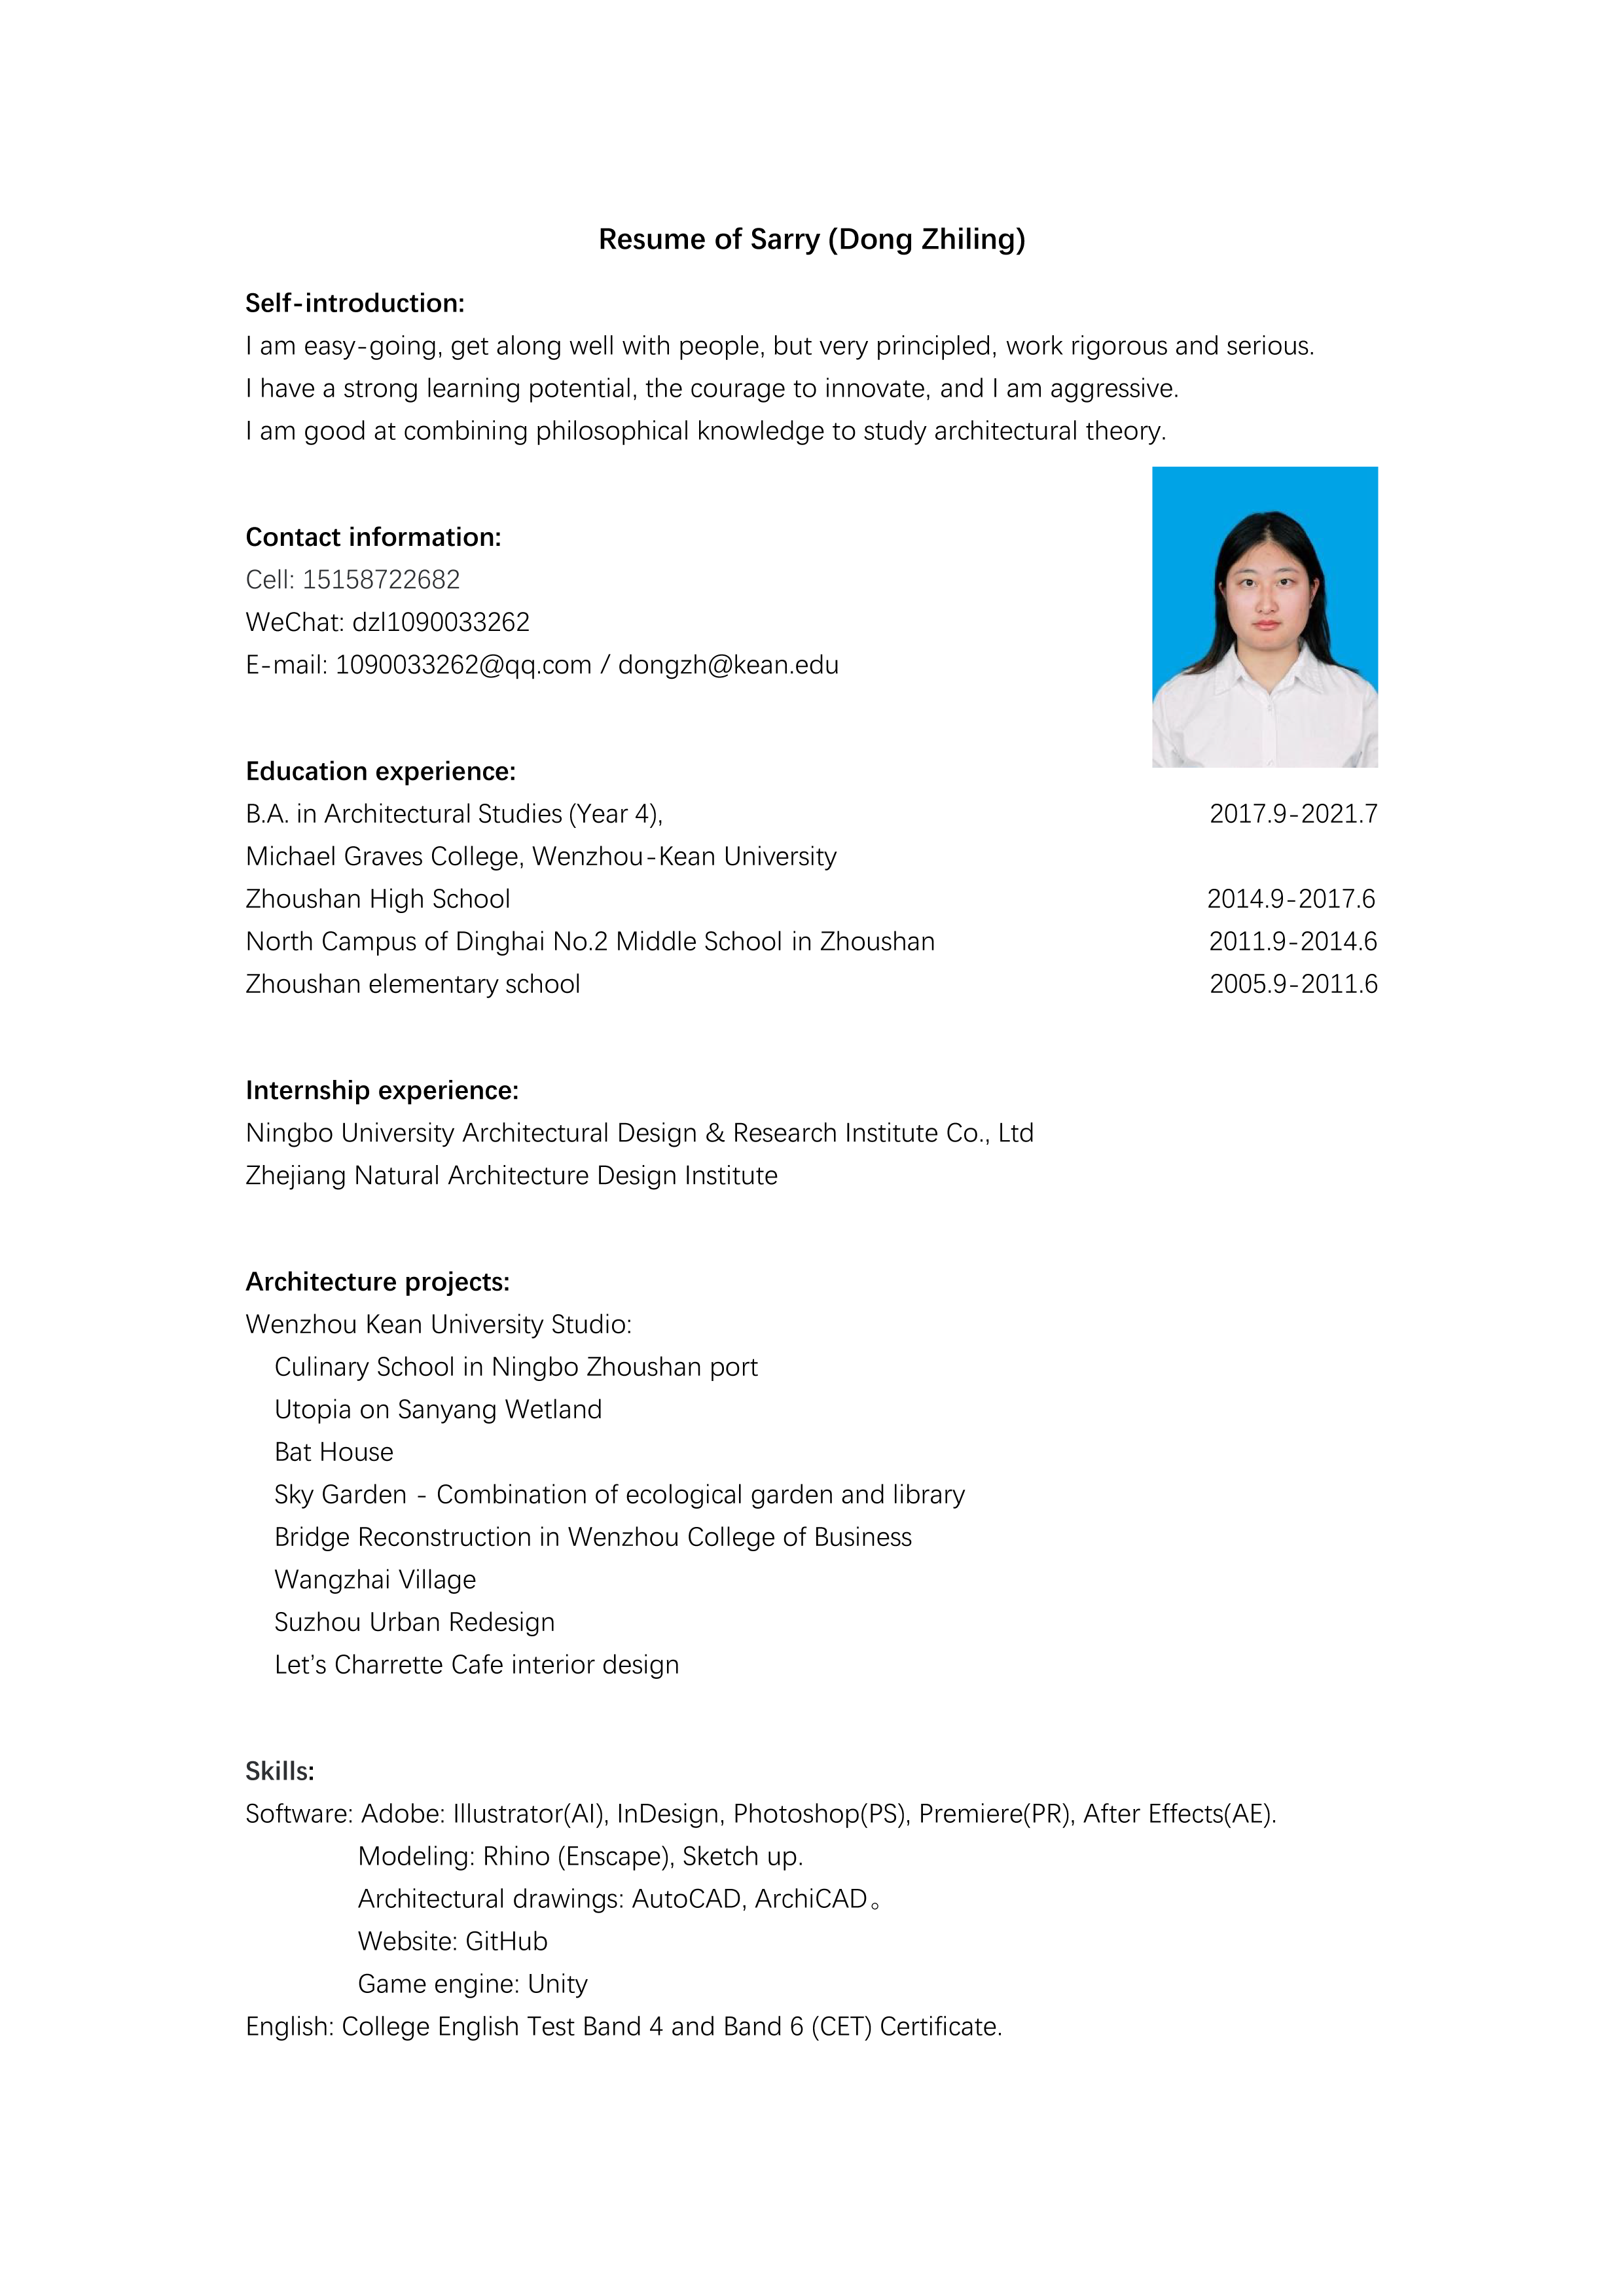 Resume of Sarry (Dong Zhiling)
Self-introduction:
I am easy-going, get along well with people, but very principled, work rigorous and serious.
I have a strong learning potential, the courage to innovate, and I am aggressive.
I am good at combining philosophical knowledge to study architectural theory.
Contact information:
Cell: 15158722682
WeChat: dzl1090033262
E-mail: 1090033262@qq.com / dongzh@kean.edu
Education experience:
B.A. in Architectural Studies (Year 4), 2017.9-2021.7
Michael Graves College, Wenzhou-Kean University
Zhoushan High School 2014.9-2017.6
North Campus of Dinghai No.2 Middle School in Zhoushan 2011.9-2014.6
Zhoushan elementary school 2005.9-2011.6
Internship experience:
Ningbo University Architectural Design & Research Institute Co., Ltd
Zhejiang Natural Architecture Design Institute
Architecture projects:
Wenzhou Kean University Studio:
Culinary School in Ningbo Zhoushan port
Utopia on Sanyang Wetland
Bat House
Sky Garden - Combination of ecological garden and library
Bridge Reconstruction in Wenzhou College of Business
Wangzhai Village
Suzhou Urban Redesign
Let’s Charrette Cafe interior design
Skills:
Software: Adobe: Illustrator(AI), InDesign, Photoshop(PS), Premiere(PR), After Effects(AE).
Modeling: Rhino (Enscape), Sketch up.
Architectural drawings: AutoCAD, ArchiCAD。
Website: GitHub
Game engine: Unity
English: College English Test Band 4 and Band 6 (CET) Certificate.